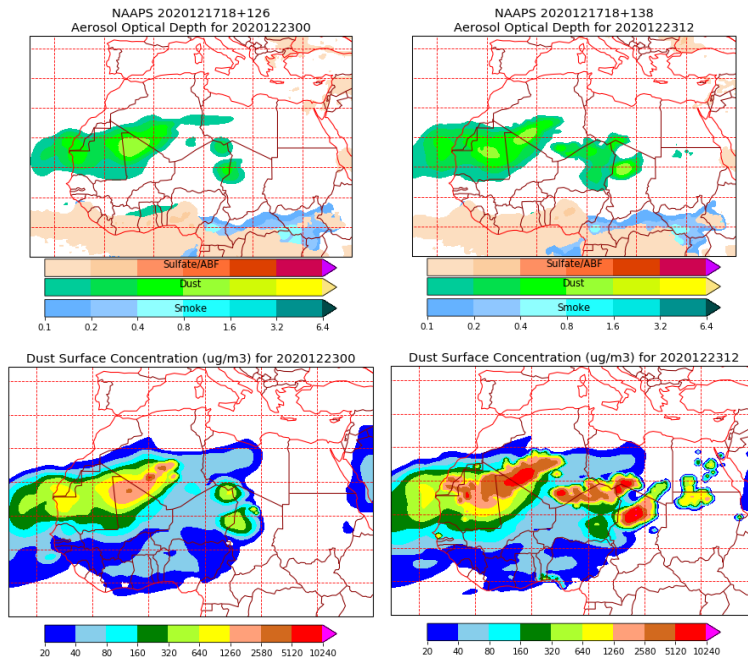 NAAPS 2020121718+126
Aerosol Optical Depth for 2020122300
NAAPS 2020121718+138
Aerosol Optical Depth for 2020122312
Sulfate/ABF
Dust
Smoke
0.1 0.2 0.4 0.8 1.6 3.2 6.4
Sulfate/ABF
Dust
Smoke
0.1 0.2 0.4 0.8 1.6 3.2 6.4
Dust Surface Concentration (ug/m3) for 2020122300
Dust Surface Concentration (ug/m3) for 2020122312
20 40 80 160 320 640 1260 2580 5120 10240
20 40 80 160 320 640 1260 2580 5120 10240